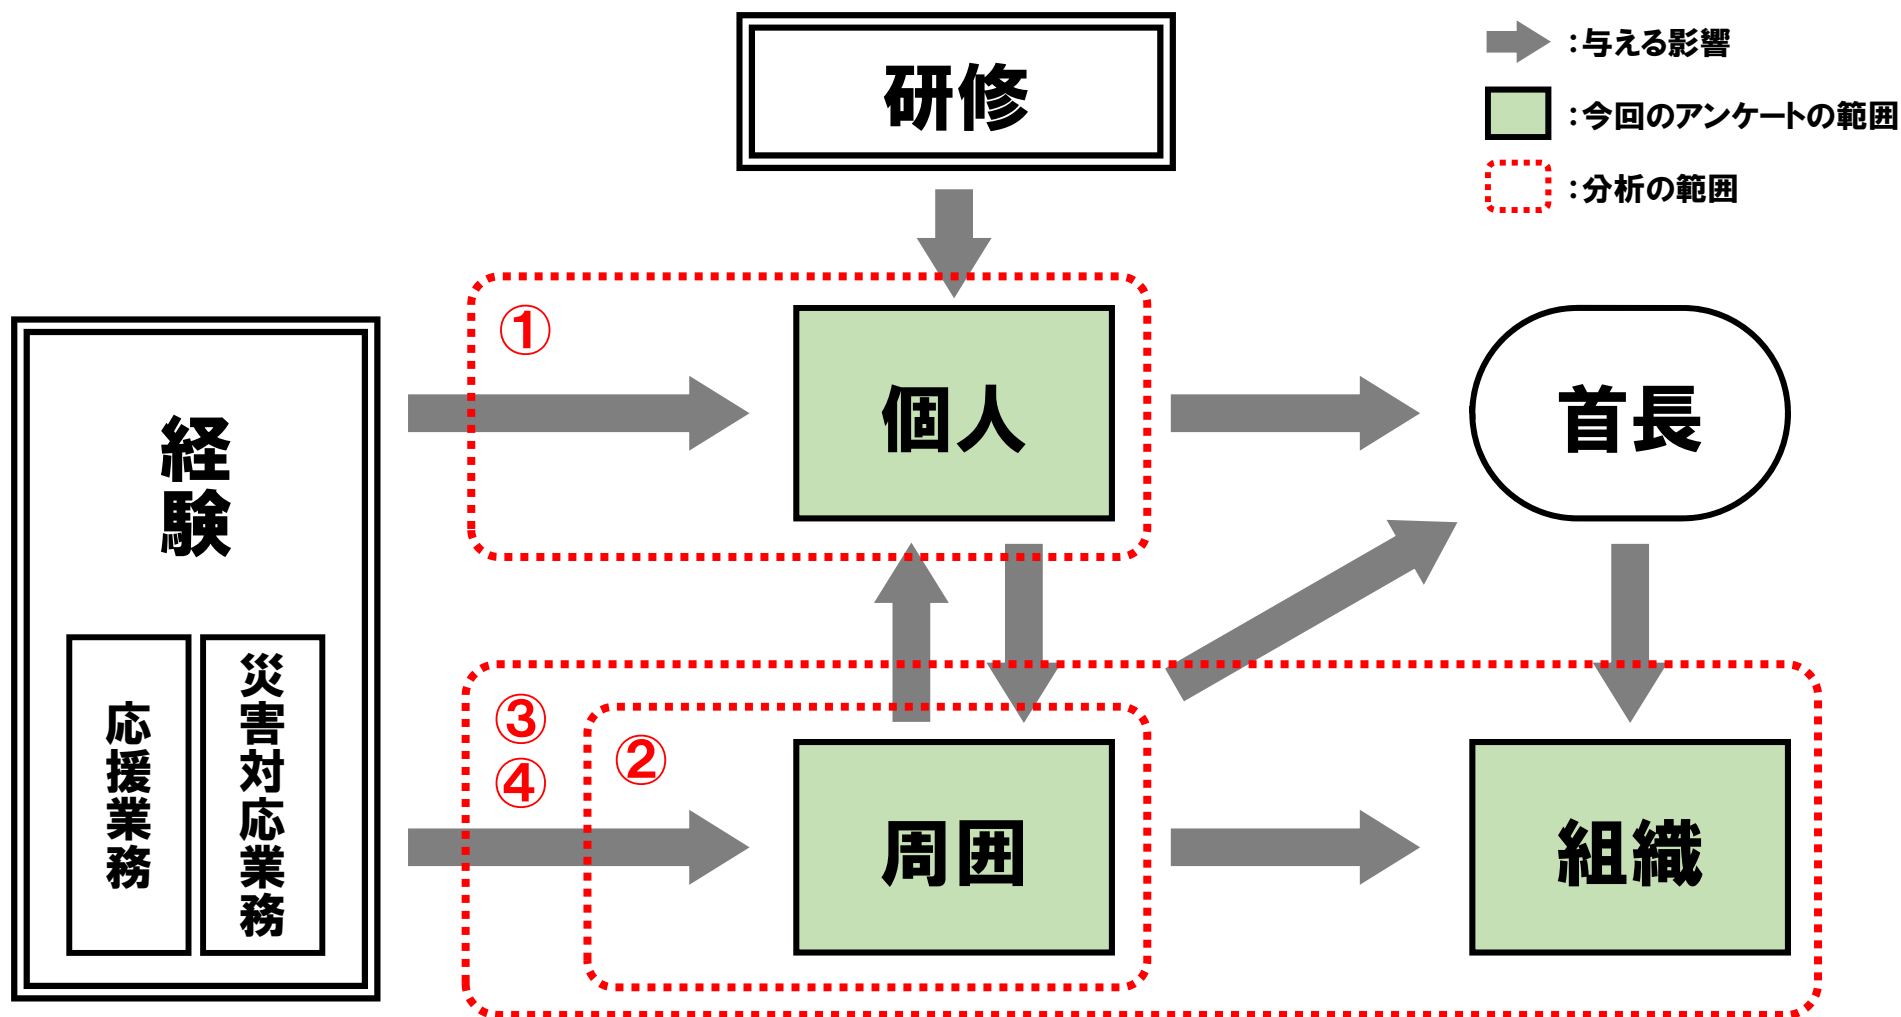 研修
：与える影響
：今回のアンケートの範囲
：分析の範囲
①
個人
首長
経験
応援業務
災害対応業務
③
④
②
周囲
組織